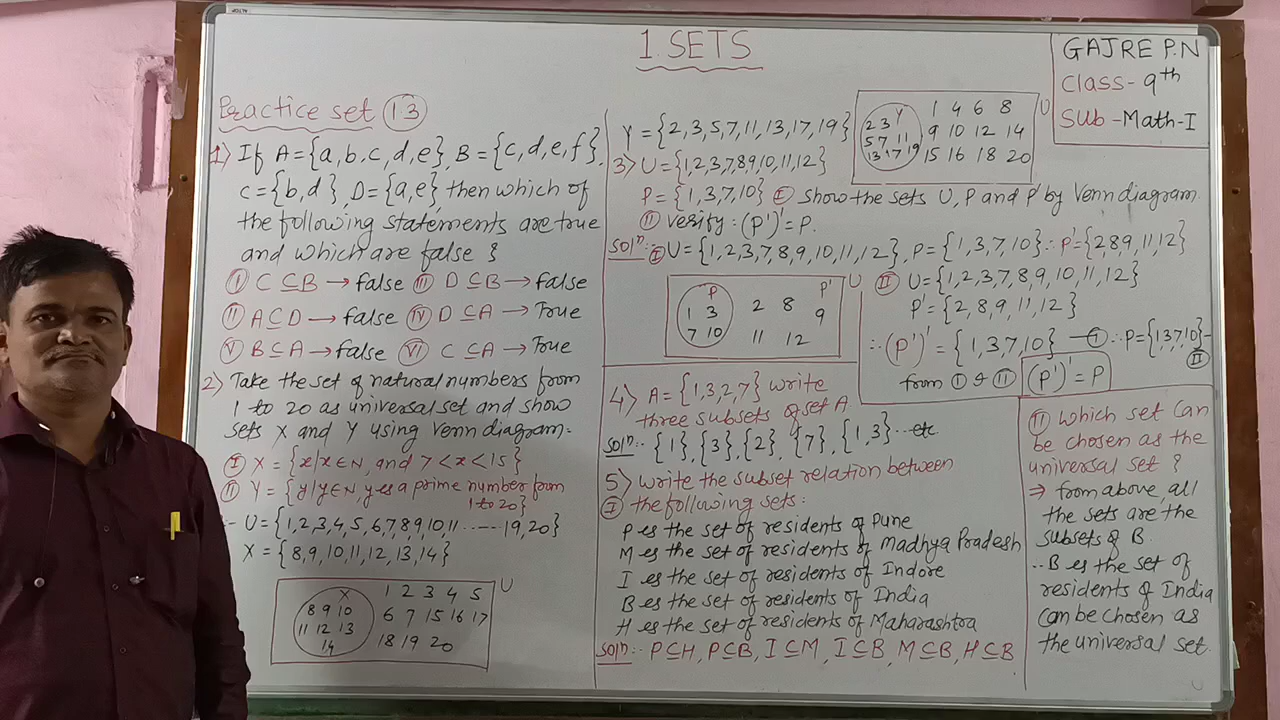 1. SETS
GAJRE P.N
Class - 9th
Sub - Math-I
Practice set 1.3
1) If A={a,b,c,d,e}, B={c,d,e,f},
C={b,d}, D={a,e} then which of
the following statements are true
and which are false ?
I) C ⊆ B → false III) D ⊆ B → false
II) A ⊆ D → false IV) D ⊆ A → True
V) B ⊆ A → false VI) C ⊆ A → True
2) Take the set of natural numbers from
1 to 20 as universal set and show
sets X and Y using Venn diagram.
I) X = {x/x∈N, and 7<x<15}
II) Y = {y/y∈N, y es a prime number from
1 to 20}
:- U={1,2,3,4,5,6,7,8,9,10,11 ------19,20}
X = {8,9,10,11,12,13,14}
U
X 1 2 3 4 5
8 9 10 6 7 15 16 17
11 12 13
14 18 19 20
Y = {2,3,5,7,11,13,17,19}
U
Y 1 4 6 8
2 3 9 10 12 14
5 7 11
13 17 19 15 16 18 20
3) U={1,2,3,7,8,9,10,11,12}
P={1,3,7,10} I) Show the sets U, P and P' by Venn diagram.
II) Verify : (P')' = P.
Soln :- I) U={1,2,3,7,8,9,10,11,12}, P={1,3,7,10} ∴ P'={2,8,9,11,12}
U
P P'
1 3 2 8 9
7 10 11 12
II) U={1,2,3,7,8,9,10,11,12}
P'={2,8,9,11,12}
∴ (P')' = {1,3,7,10} — I ∴ P={1,3,7,10} - II
from I & II (P')' = P
4) A={1,3,2,7} write
three subsets of set A.
Soln :- {1}, {3}, {2}, {7}, {1,3} --etc
5) Write the subset relation between
I) the following sets :
P es the set of residents of Pune
M es the set of residents of Madhya Pradesh
I es the set of residents of Indore
B es the set of residents of India
H es the set of residents of Maharashtra
Soln :- P⊆H, P⊆B, I⊆M, I⊆B, M⊆B, H⊆B
II) Which set can
be chosen as the
universal set ?
⇒ from above, all
the sets are the
subsets of B.
∴ B es the set of
residents of India
can be chosen as
the universal set.